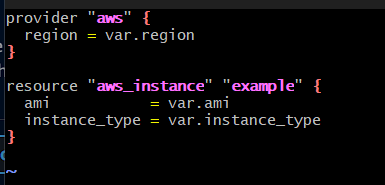 provider "aws" {
  region = var.region
}

resource "aws_instance" "example" {
  ami           = var.ami
  instance_type = var.instance_type
}
~